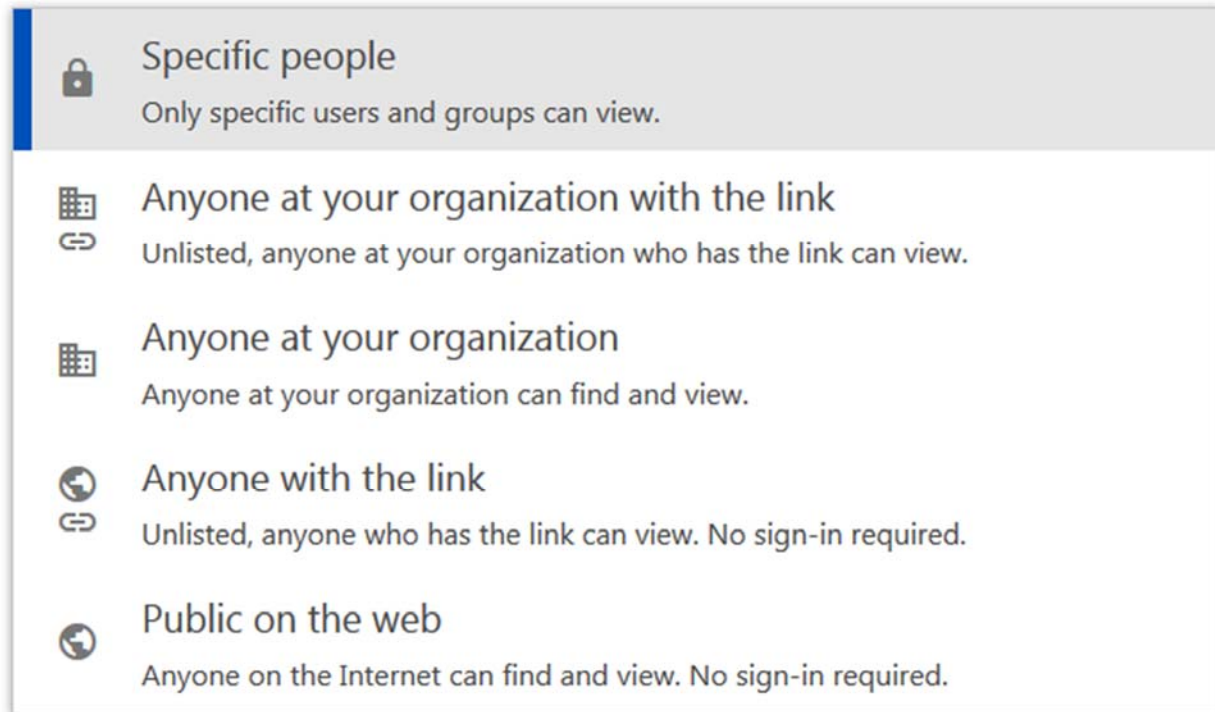 Specific people
Only specific users and groups can view.
Anyone at your organization with the link
Unlisted, anyone at your organization who has the link can view.
Anyone at your organization
Anyone at your organization can find and view.
Anyone with the link
Unlisted, anyone who has the link can view. No sign-in required.
Public on the web
Anyone on the Internet can find and view. No sign-in required.